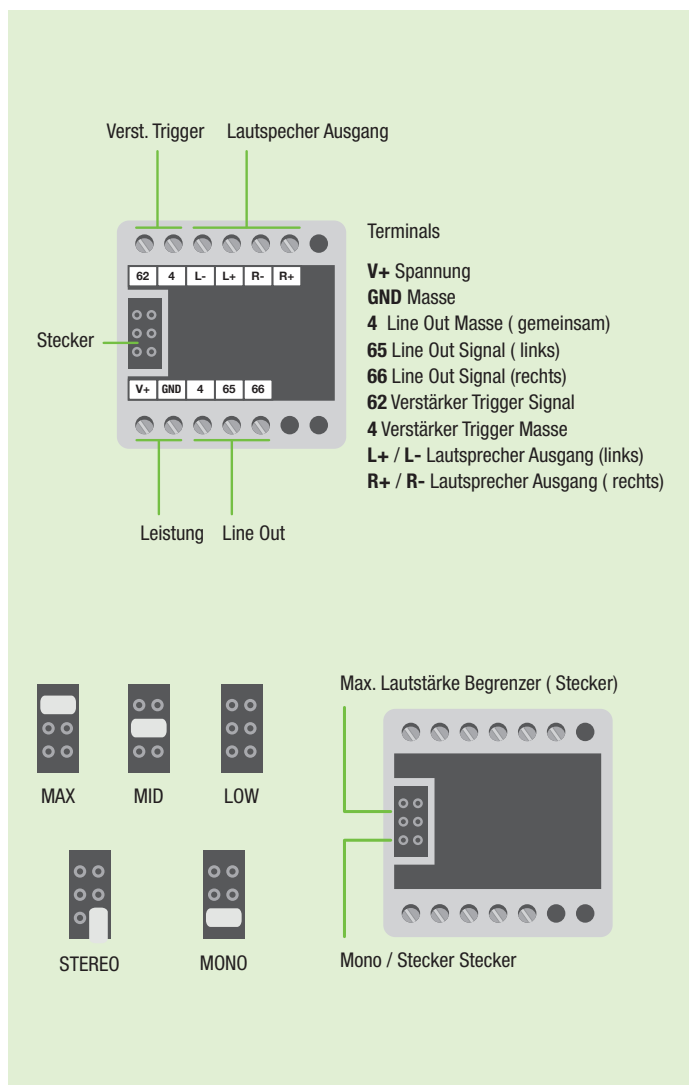 Verst. Trigger Lautspecher Ausgang
62 4 L- L+ R- R+
Stecker
V+ GND 4 65 66
Leistung Line Out
Terminals
V+ Spannung
GND Masse
4 Line Out Masse ( gemeinsam)
65 Line Out Signal ( links)
66 Line Out Signal (rechts)
62 Verstärker Trigger Signal
4 Verstärker Trigger Masse
L+ / L- Lautsprecher Ausgang (links)
R+ / R- Lautsprecher Ausgang ( rechts)
MAX MID LOW
STEREO MONO
Max. Lautstärke Begrenzer ( Stecker)
Mono / Stecker Stecker